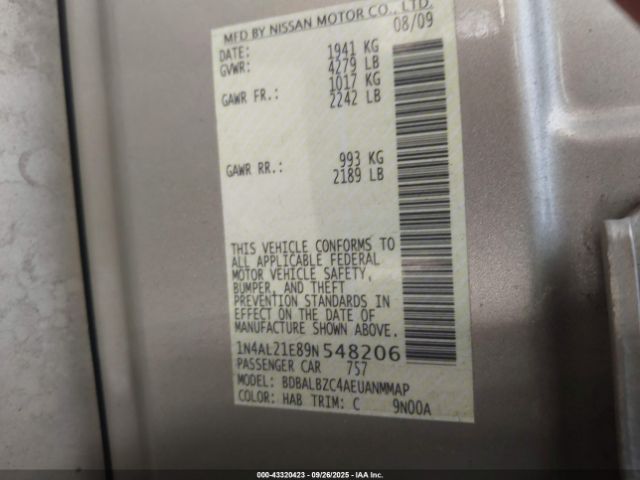 MFD BY NISSAN MOTOR CO., LTD.
DATE: 08/09
GVWR: 1941 KG
4279 LB
GAWR FR.: 1017 KG
2242 LB
GAWR RR.: 993 KG
2189 LB
THIS VEHICLE CONFORMS TO
ALL APPLICABLE FEDERAL
MOTOR VEHICLE SAFETY,
BUMPER, AND THEFT
PREVENTION STANDARDS IN
EFFECT ON THE DATE OF
MANUFACTURE SHOWN ABOVE.
1N4AL21E89N 548206
PASSENGER CAR 757
MODEL: BDBALBZC4AEUANMMAP
COLOR: HAB TRIM: C 9N00A
000-43320423 - 09/26/2025 - IAA Inc.